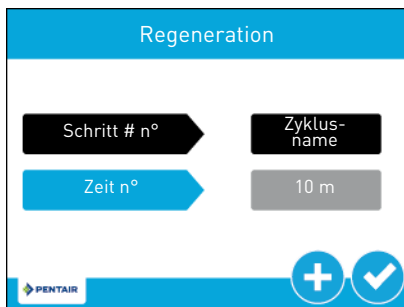 Regeneration
Schritt # n°
Zyklus-
name
Zeit n°
10 m
PENTAIR